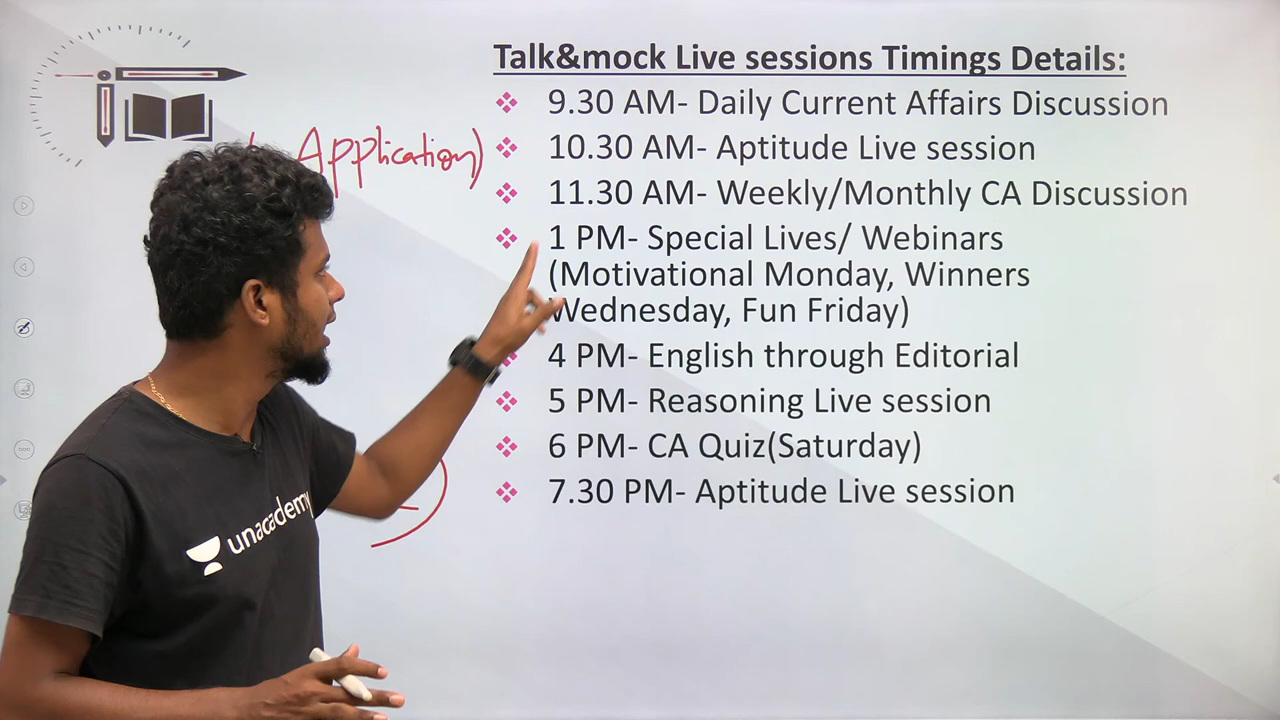 Talk&mock Live sessions Timings Details:
9.30 AM- Daily Current Affairs Discussion
Application)
10.30 AM- Aptitude Live session
11.30 AM- Weekly/Monthly CA Discussion
1 PM- Special Lives/ Webinars
(Motivational Monday, Winners
Wednesday, Fun Friday)
4 PM- English through Editorial
5 PM- Reasoning Live session
6 PM- CA Quiz(Saturday)
7.30 PM- Aptitude Live session
unacademy